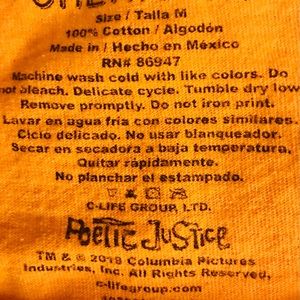 Size / Talla M
100% Cotton / Algodón
Made in / Hecho en México
RN# 86947
Machine wash cold with like colors. Do
not bleach. Delicate cycle. Tumble dry low
Remove promptly. Do not iron print.
Lavar en agua fría con colores similares.
Ciclo delicado. No usar blanqueador.
Secar en secadora a baja temperatura.
Quitar rápidamente.
No planchar el estampado.
C-LIFE GROUP, LTD.
POETIC JUSTICE
TM & © 2019 Columbia Pictures
Industries, Inc. All Rights Reserved,
c-lifegroup.com